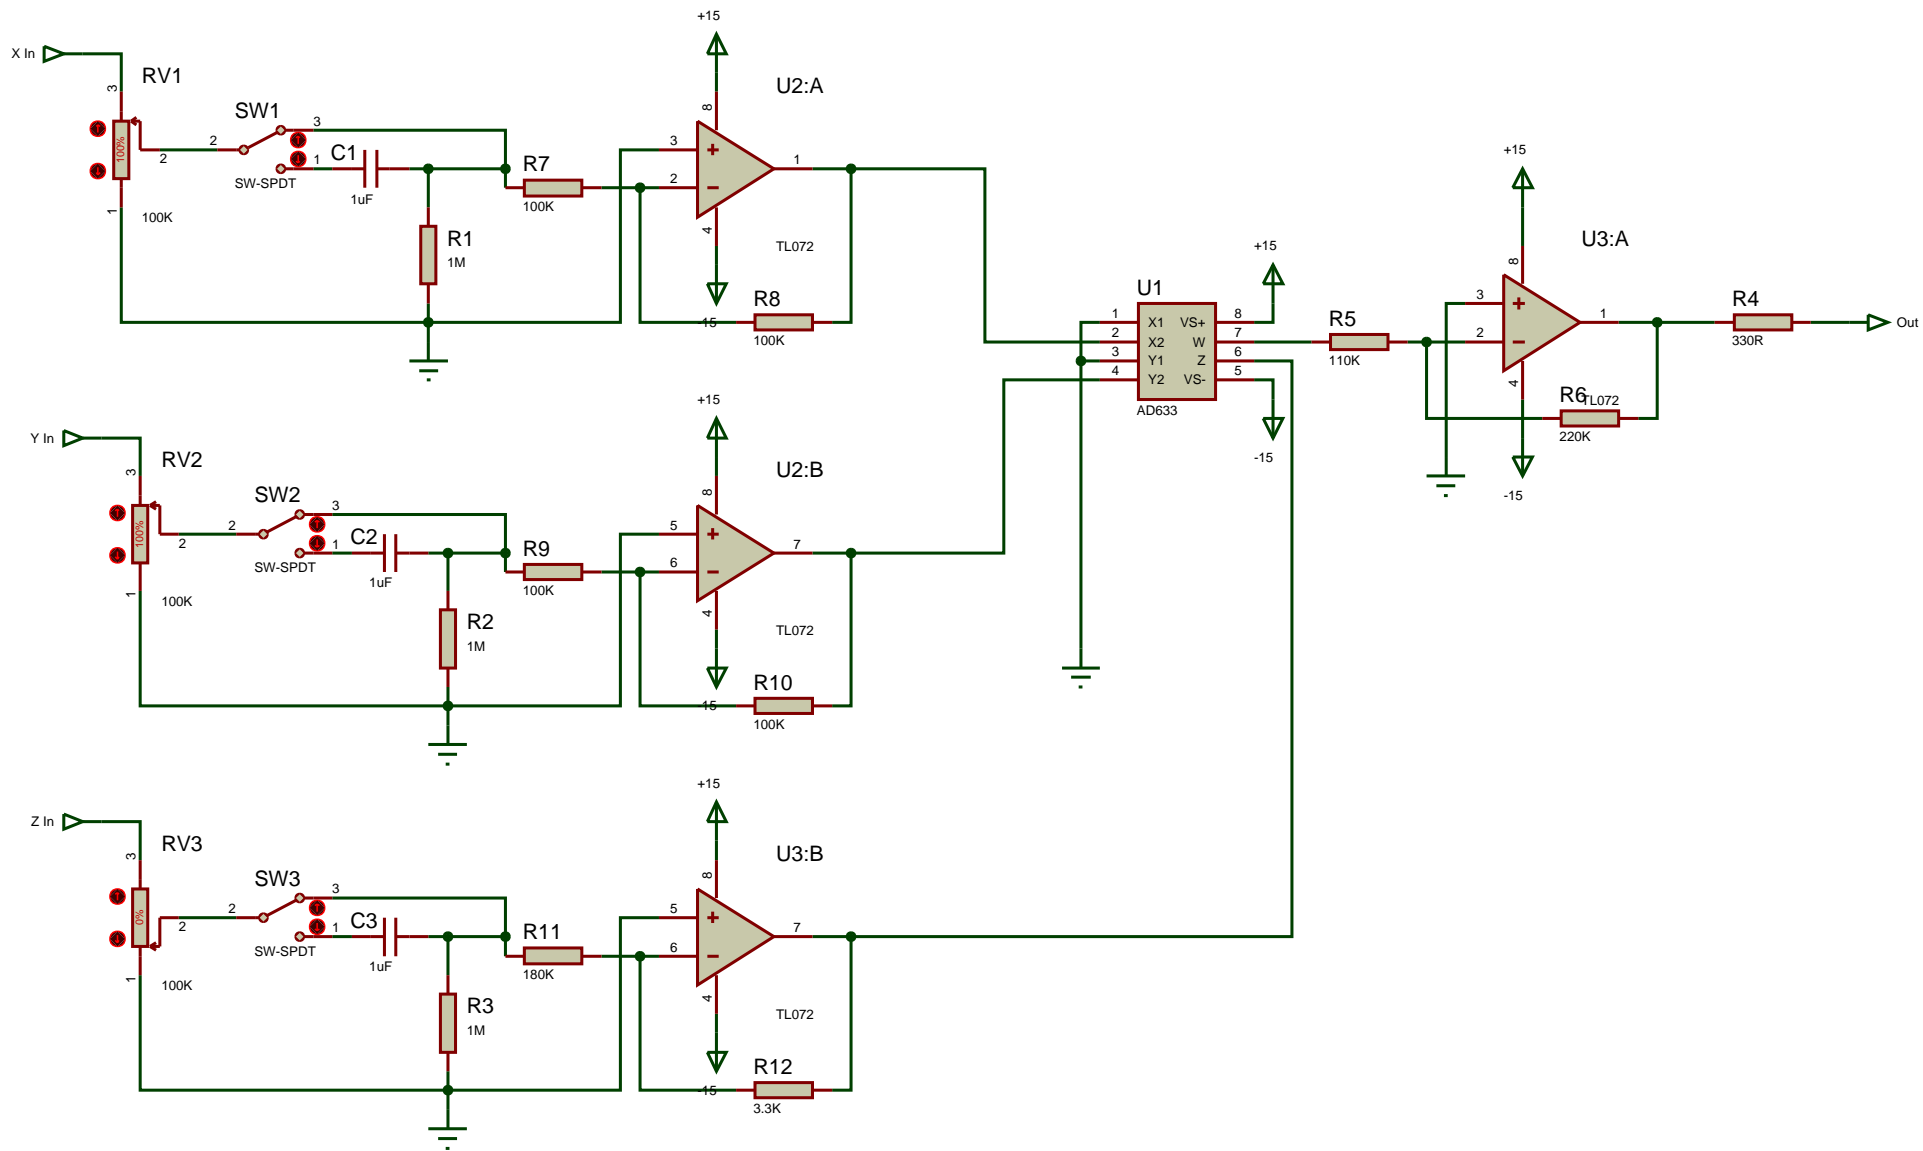 +15
X In
RV1
3
100%
2
1
100K
SW1
2
3
1
SW-SPDT
C1
1uF
R1
1M
R7
100K
U2:A
8
3
2
1
4
TL072
-15
R8
100K
+15
Y In
RV2
3
100%
2
1
100K
SW2
2
3
1
SW-SPDT
C2
1uF
R2
1M
R9
100K
U2:B
8
5
6
7
4
TL072
-15
R10
100K
+15
Z In
RV3
3
0%
2
1
100K
SW3
2
3
1
SW-SPDT
C3
1uF
R3
1M
R11
180K
U3:B
8
5
6
7
4
TL072
-15
R12
3.3K
U1
1 X1 VS+ 8
2 X2 W 7
3 Y1 Z 6
4 Y2 VS- 5
AD633
+15
-15
R5
110K
+15
U3:A
8
3
2
1
4
TL072
R6
220K
-15
R4
330R
Out